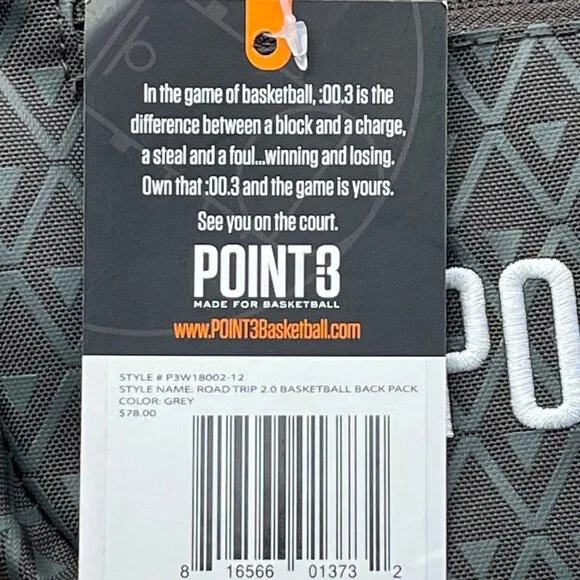 In the game of basketball, :00.3 is the
difference between a block and a charge,
a steal and a foul...winning and losing.
Own that :00.3 and the game is yours.
See you on the court.
POINT3
MADE FOR BASKETBALL
www.POINT3Basketball.com
STYLE # P3W18002-12
STYLE NAME: ROAD TRIP 2.0 BASKETBALL BACK PACK
COLOR: GREY
$78.00
8 16566 01373 2
PO